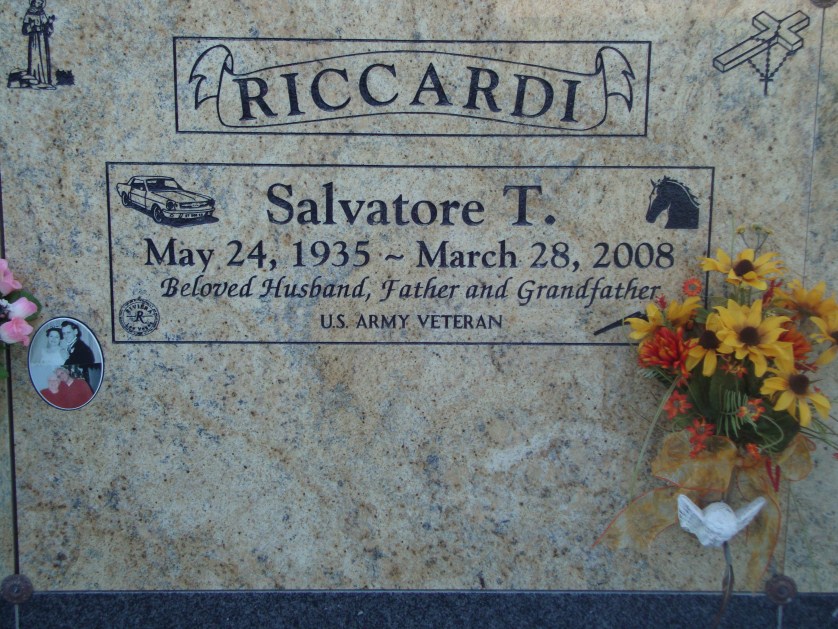 RICCARDI
Salvatore T.
May 24, 1935 ~ March 28, 2008
Beloved Husband, Father and Grandfather
U.S. ARMY VETERAN
R